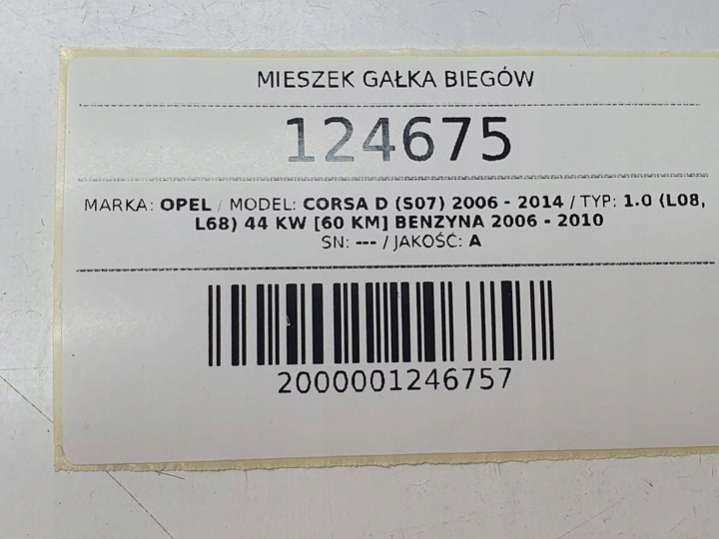 MIESZEK GAŁKA BIEGÓW
124675
MARKA: OPEL / MODEL: CORSA D (S07) 2006 - 2014 / TYP: 1.0 (L08,
L68) 44 KW [60 KM] BENZYNA 2006 - 2010
SN: --- / JAKOŚĆ: A
2000001246757